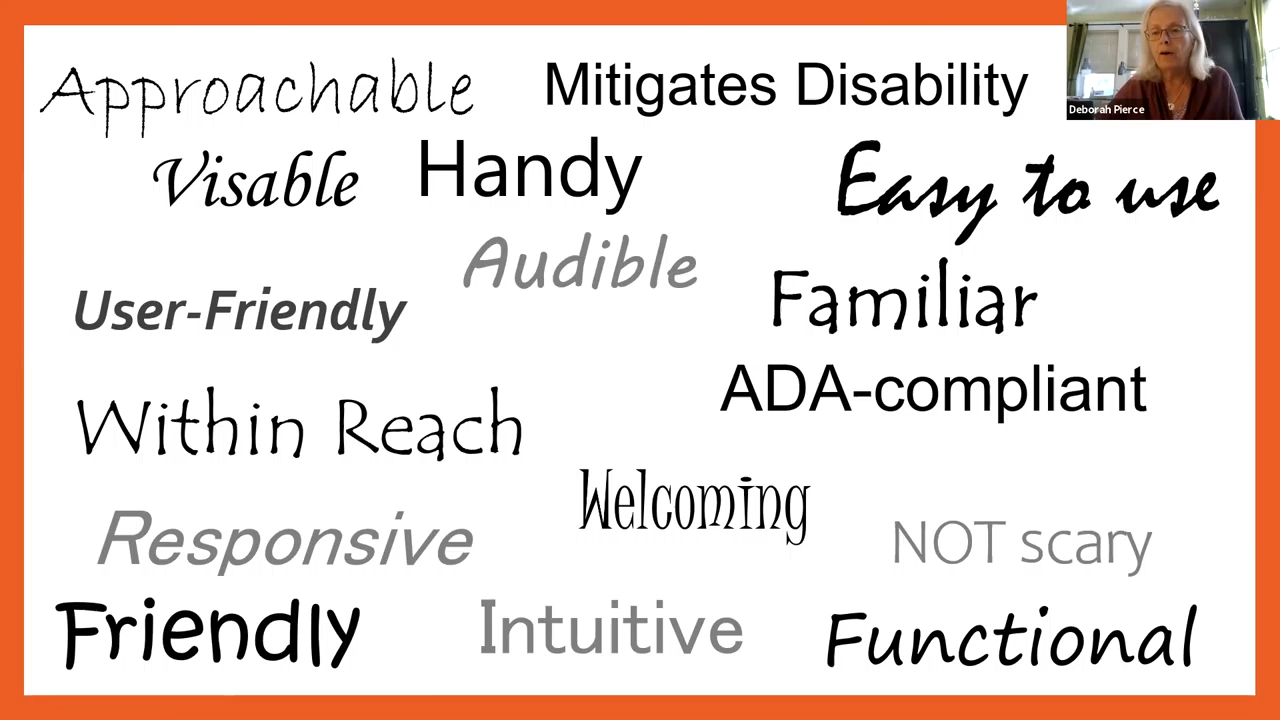 Approachable
Mitigates Disability
Deborah Pierce
Visable
Handy
Easy to use
Audible
User-Friendly
Familiar
ADA-compliant
Within Reach
Welcoming
Responsive
NOT scary
Friendly
Intuitive
Functional